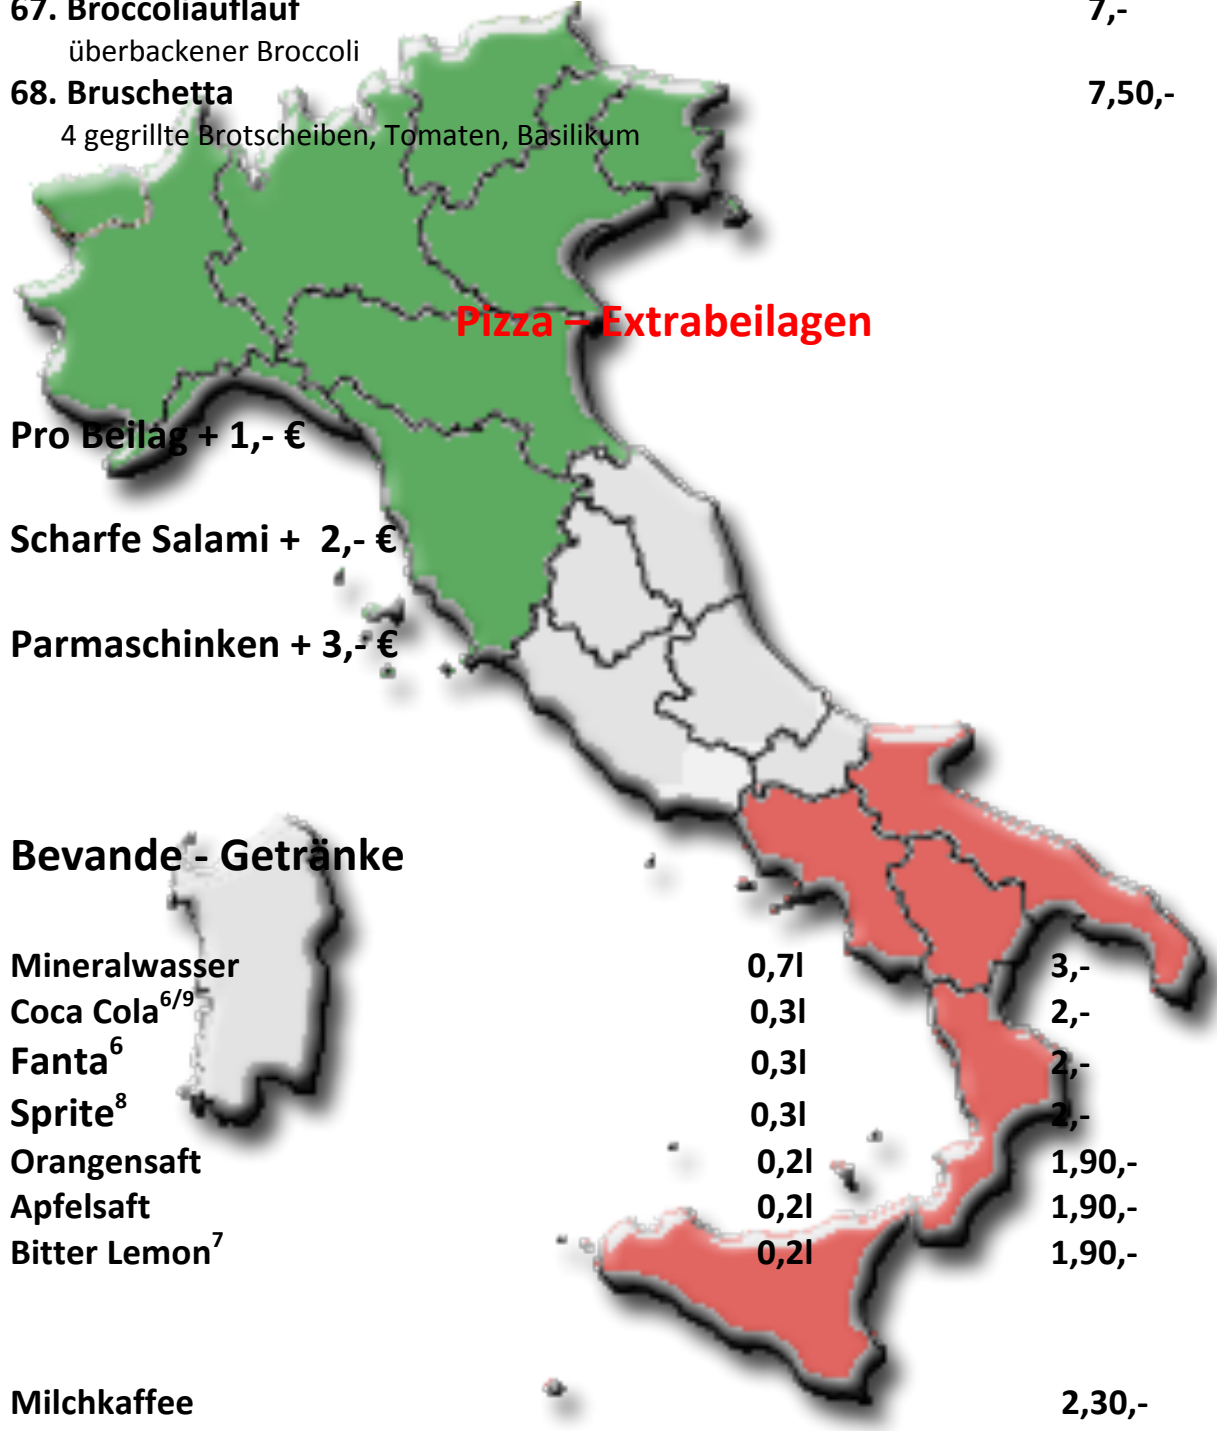 67. Broccoliauflauf 7,-
überbackener Broccoli
68. Bruschetta 7,50,-
4 gegrillte Brotscheiben, Tomaten, Basilikum
Pizza – Extrabeilagen
Pro Beilag + 1,- €
Scharfe Salami + 2,- €
Parmaschinken + 3,- €
Bevande - Getränke
Mineralwasser 0,7l 3,-
Coca Cola⁶/⁹ 0,3l 2,-
Fanta⁶ 0,3l 2,-
Sprite⁸ 0,3l 2,-
Orangensaft 0,2l 1,90,-
Apfelsaft 0,2l 1,90,-
Bitter Lemon⁷ 0,2l 1,90,-
Milchkaffee 2,30,-